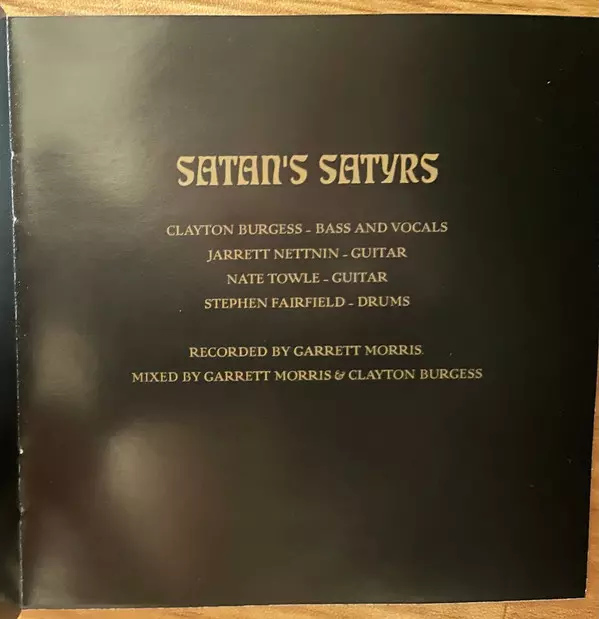 SATAN'S SATYRS
CLAYTON BURGESS - BASS AND VOCALS
JARRETT NETTNIN - GUITAR
NATE TOWLE - GUITAR
STEPHEN FAIRFIELD - DRUMS
RECORDED BY GARRETT MORRIS
MIXED BY GARRETT MORRIS & CLAYTON BURGESS